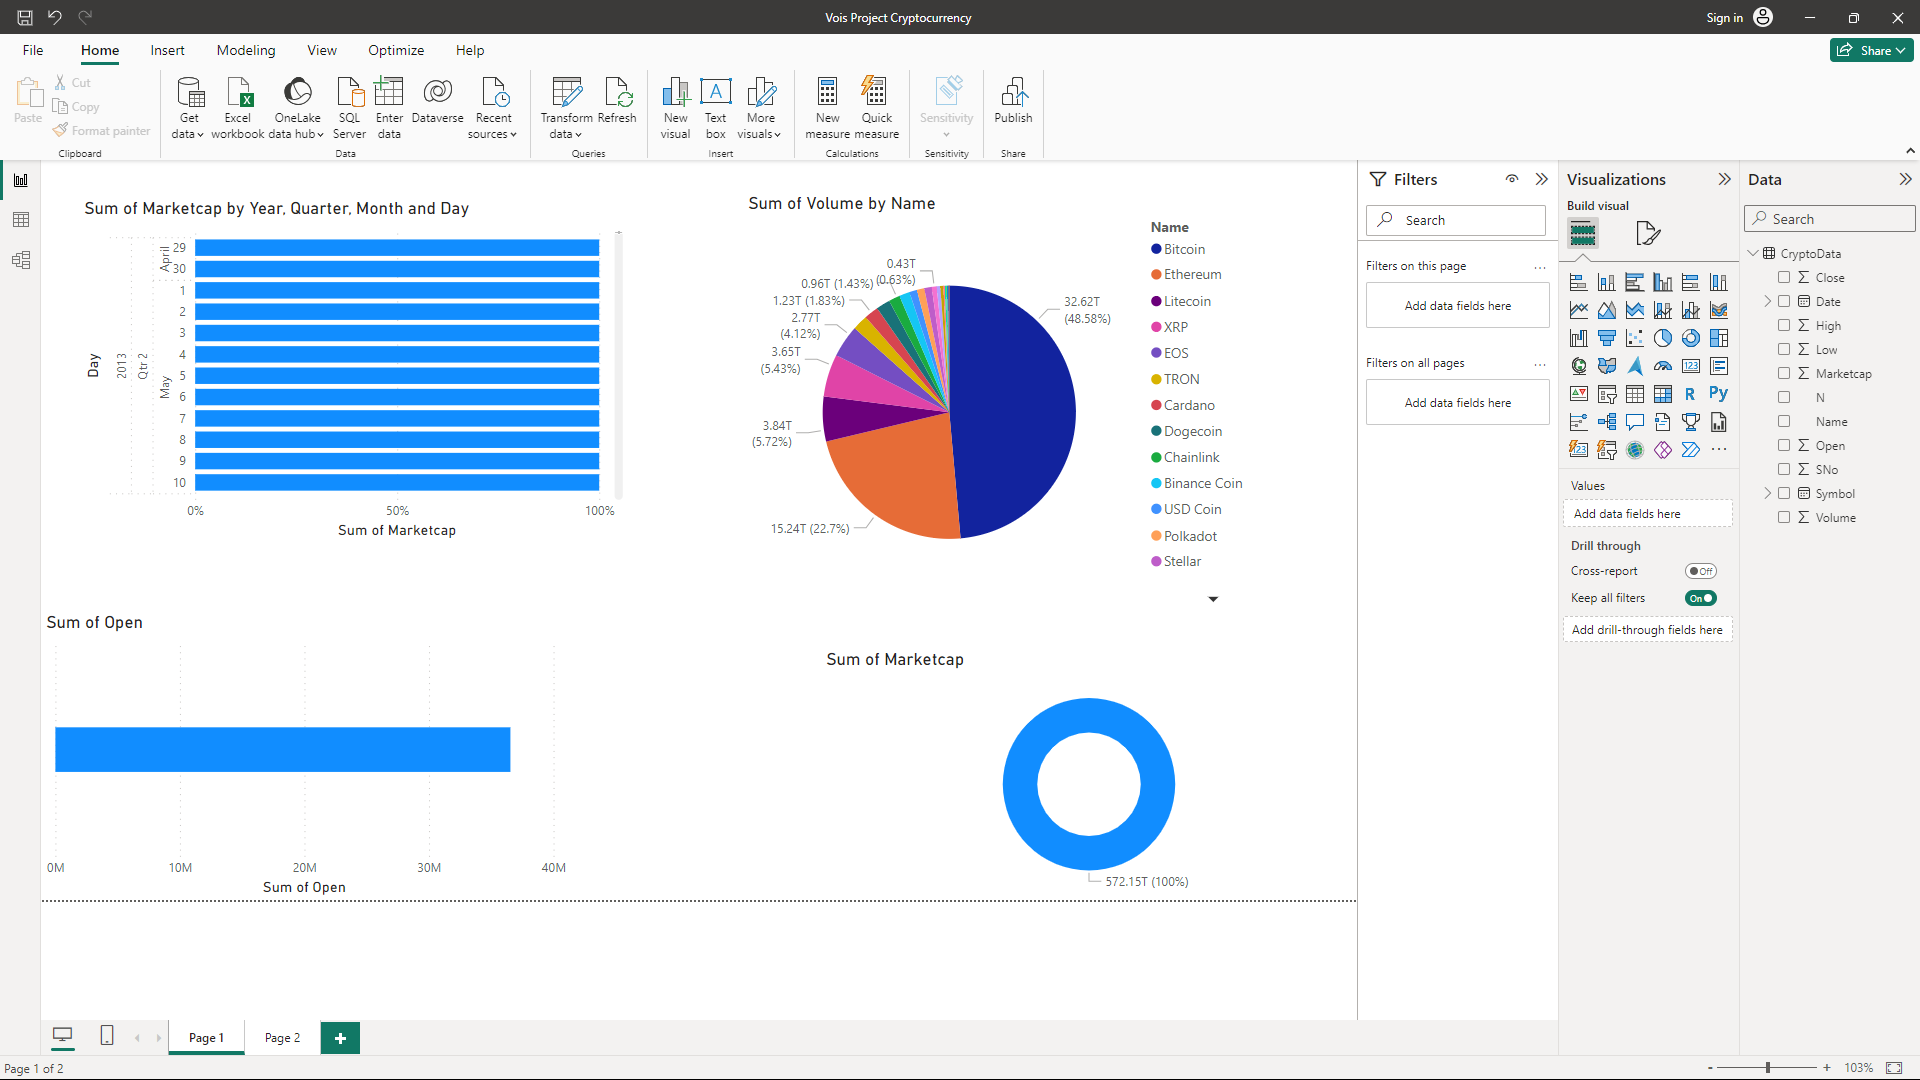 Vois Project Cryptocurrency
Sign in
File
Home
Insert
Modeling
View
Optimize
Help
Share
Paste
Cut
Copy
Format painter
Clipboard
Get
data
Excel
workbook
OneLake
data hub
SQL
Server
Enter
data
Dataverse
Recent
sources
Data
Transform
data
Refresh
Queries
New
visual
Text
box
More
visuals
Insert
New
measure
Quick
measure
Calculations
Sensitivity
Sensitivity
Publish
Share
Sum of Marketcap by Year, Quarter, Month and Day
Day
2013
Qtr 2
April
May
29
30
1
2
3
4
5
6
7
8
9
10
0%
50%
100%
Sum of Marketcap
Sum of Volume by Name
32.62T
(48.58%)
15.24T (22.7%)
3.84T
(5.72%)
3.65T
(5.43%)
2.77T
(4.12%)
1.23T (1.83%)
0.96T (1.43%)
0.43T
(0.63%)
Name
Bitcoin
Ethereum
Litecoin
XRP
EOS
TRON
Cardano
Dogecoin
Chainlink
Binance Coin
USD Coin
Polkadot
Stellar
Sum of Open
0M
10M
20M
30M
40M
Sum of Open
Sum of Marketcap
572.15T (100%)
Filters
Search
Filters on this page
...
Add data fields here
Filters on all pages
...
Add data fields here
Visualizations
Build visual
123
R
Py
123
...
Values
Add data fields here
Drill through
Cross-report
Off
Keep all filters
On
Add drill-through fields here
Data
Search
CryptoData
Close
Date
High
Low
Marketcap
N
Name
Open
SNo
Symbol
Volume
Page 1
Page 2
+
Page 1 of 2
-
+
103%